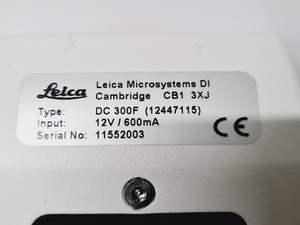 Leica
Leica Microsystems DI
Cambridge CB1 3XJ
Type: DC 300F (12447115)
Input: 12V / 600mA
Serial No: 11552003
CE